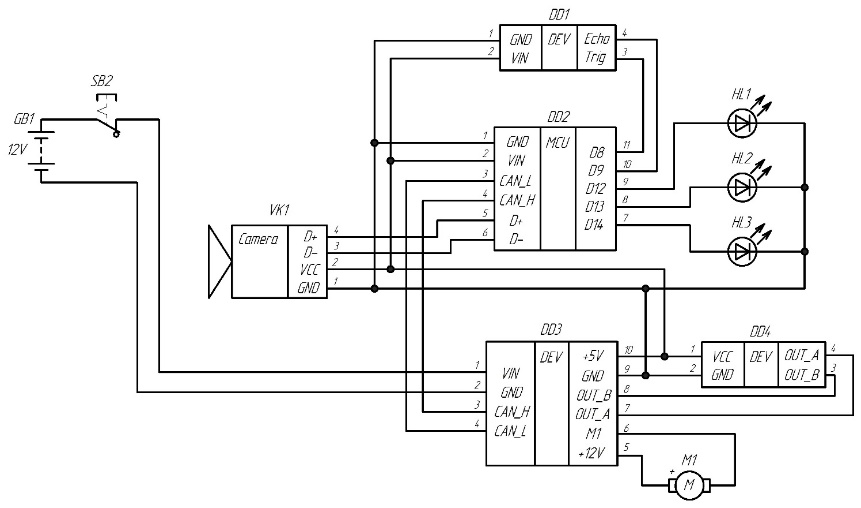 DD1
1 GND DEV Echo 4
2 VIN Trig 3
SB2
GB1
12V
HL1
HL2
HL3
DD2
1 GND MCU
2 VIN D8 11
3 CAN_L D9 10
4 CAN_H D12 9
5 D+ D13 8
6 D- D14 7
VK1
Camera D+ 4
D- 3
VCC 2
GND 1
DD3
DEV +5V 10
1 VIN GND 9
2 GND OUT_B 8
3 CAN_H OUT_A 7
4 CAN_L M1 6
+12V 5
DD4
1 VCC DEV OUT_A 4
2 GND OUT_B 3
M1
+ M